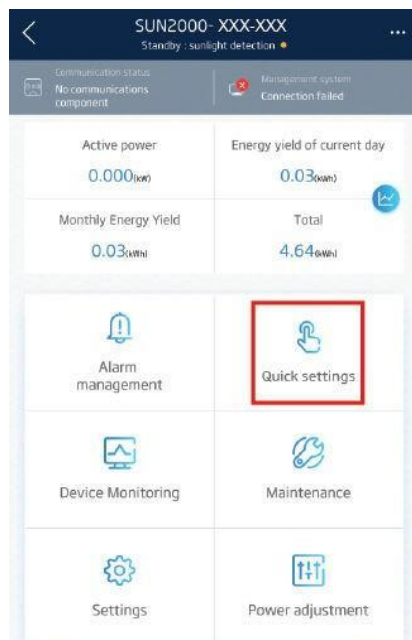 SUN2000- XXX-XXX
Standby : sunlight detection
...
Communication status
No communications
component
Management system
Connection failed
Active power
0.000(kW)
Energy yield of current day
0.03(kWh)
Monthly Energy Yield
0.03(kWh)
Total
4.64(kWh)
Alarm
management
Quick settings
Device Monitoring
Maintenance
Settings
Power adjustment